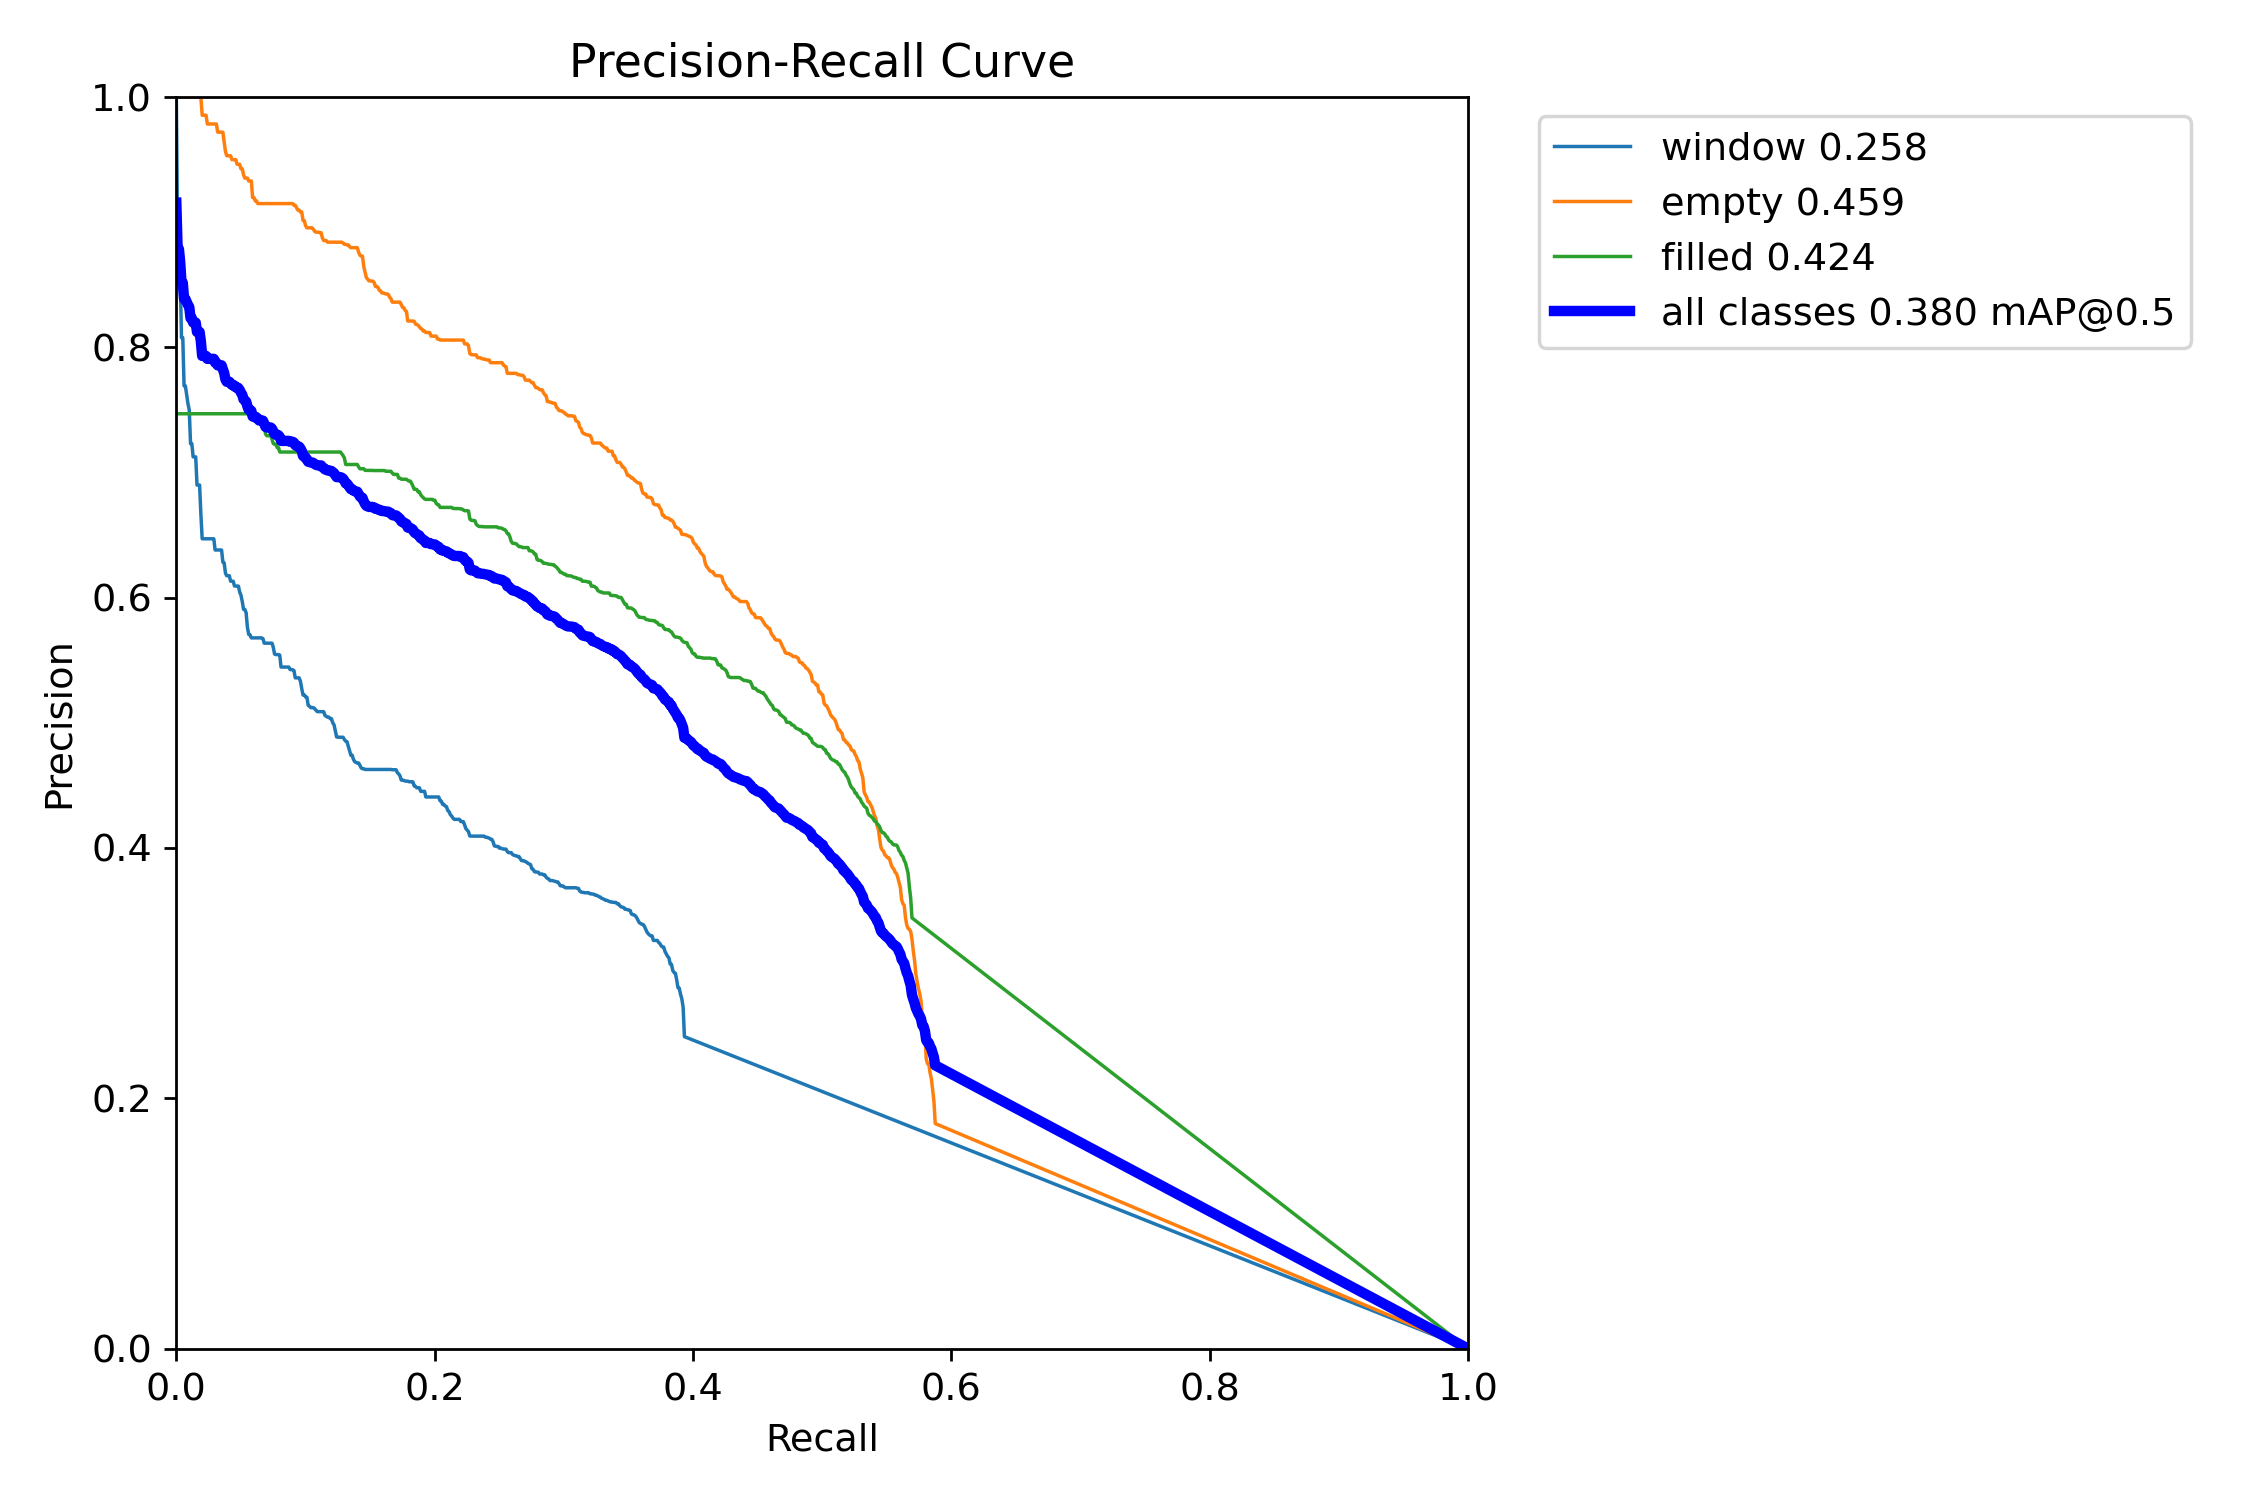 Precision-Recall Curve
1.0
0.8
0.6
0.4
0.2
0.0
Precision
0.0 0.2 0.4 0.6 0.8 1.0
Recall
window 0.258
empty 0.459
filled 0.424
all classes 0.380 mAP@0.5